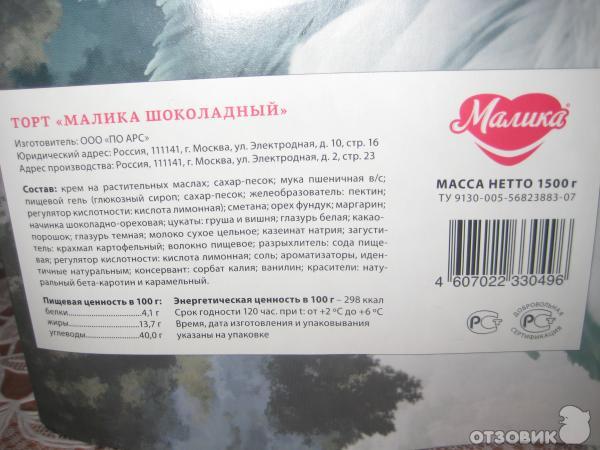 ТОРТ «МАЛИКА ШОКОЛАДНЫЙ»
Изготовитель: ООО «ПО АРС»
Юридический адрес: Россия, 111141, г. Москва, ул. Электродная, д. 10, стр. 16
Адрес производства: Россия, 111141, г. Москва, ул. Электродная, д. 2, стр. 23
Состав: крем на растительных маслах; сахар-песок; мука пшеничная в/с;
пищевой гель (глюкозный сироп; сахар-песок; желеобразователь: пектин;
регулятор кислотности: кислота лимонная); сметана; орех фундук; маргарин;
начинка шоколадно-ореховая; цукаты: груша и вишня; глазурь белая; какао-
порошок; глазурь темная; молоко сухое цельное; казеинат натрия; загусти-
тель: крахмал картофельный; волокно пищевое; разрыхлитель: сода пище-
вая; регулятор кислотности: кислота лимонная; соль; ароматизаторы, иден-
тичные натуральным; консервант: сорбат калия; ванилин; красители: нату-
ральный бета-каротин и карамельный.
Пищевая ценность в 100 г:
белки 4,1 г
жиры 13,7 г
углеводы 40,0 г
Энергетическая ценность в 100 г – 298 ккал
Срок годности 120 час. при t: от +2 °C до +6 °C
Время, дата изготовления и упаковывания
указаны на упаковке
Малика
МАССА НЕТТО 1500 г
ТУ 9130-005-56823883-07
4 607022 330496
РСТ
РСТ
ДОБРОВОЛЬНАЯ
СЕРТИФИКАЦИЯ
ОТЗОВИК